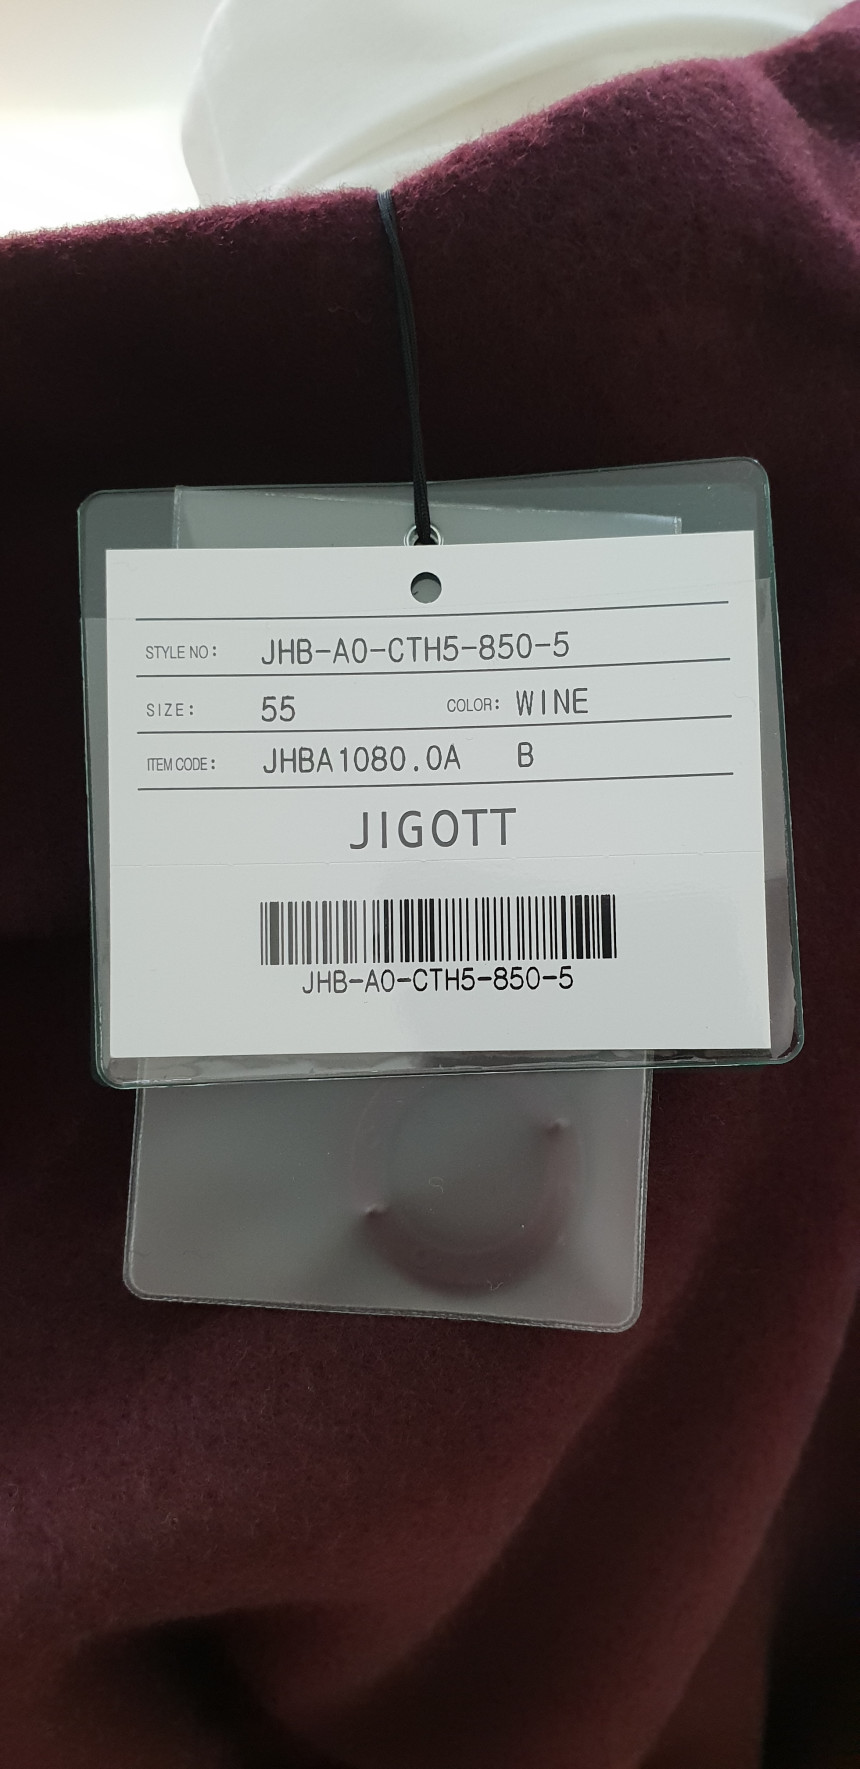 STYLE NO: JHB-A0-CTH5-850-5
SIZE: 55 COLOR: WINE
ITEM CODE: JHBA1080.0A B
JIGOTT
JHB-A0-CTH5-850-5